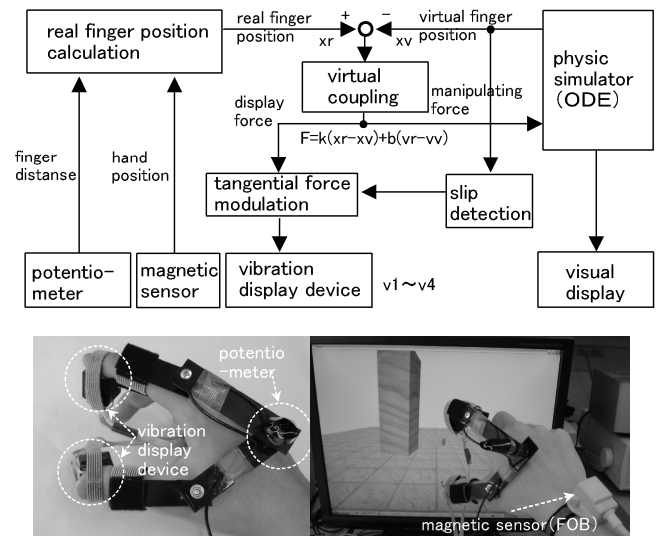 real finger position
calculation
real finger
position
+
−
xr
xv
virtual finger
position
physic
simulator
(ODE)
virtual
coupling
display
force
manipulating
force
F=k(xr-xv)+b(vr-vv)
finger
distanse
hand
position
tangential force
modulation
slip
detection
potentio-
meter
magnetic
sensor
vibration
display device
v1～v4
visual
display
potentio
-meter
vibration
display
device
magnetic sensor(FOB)